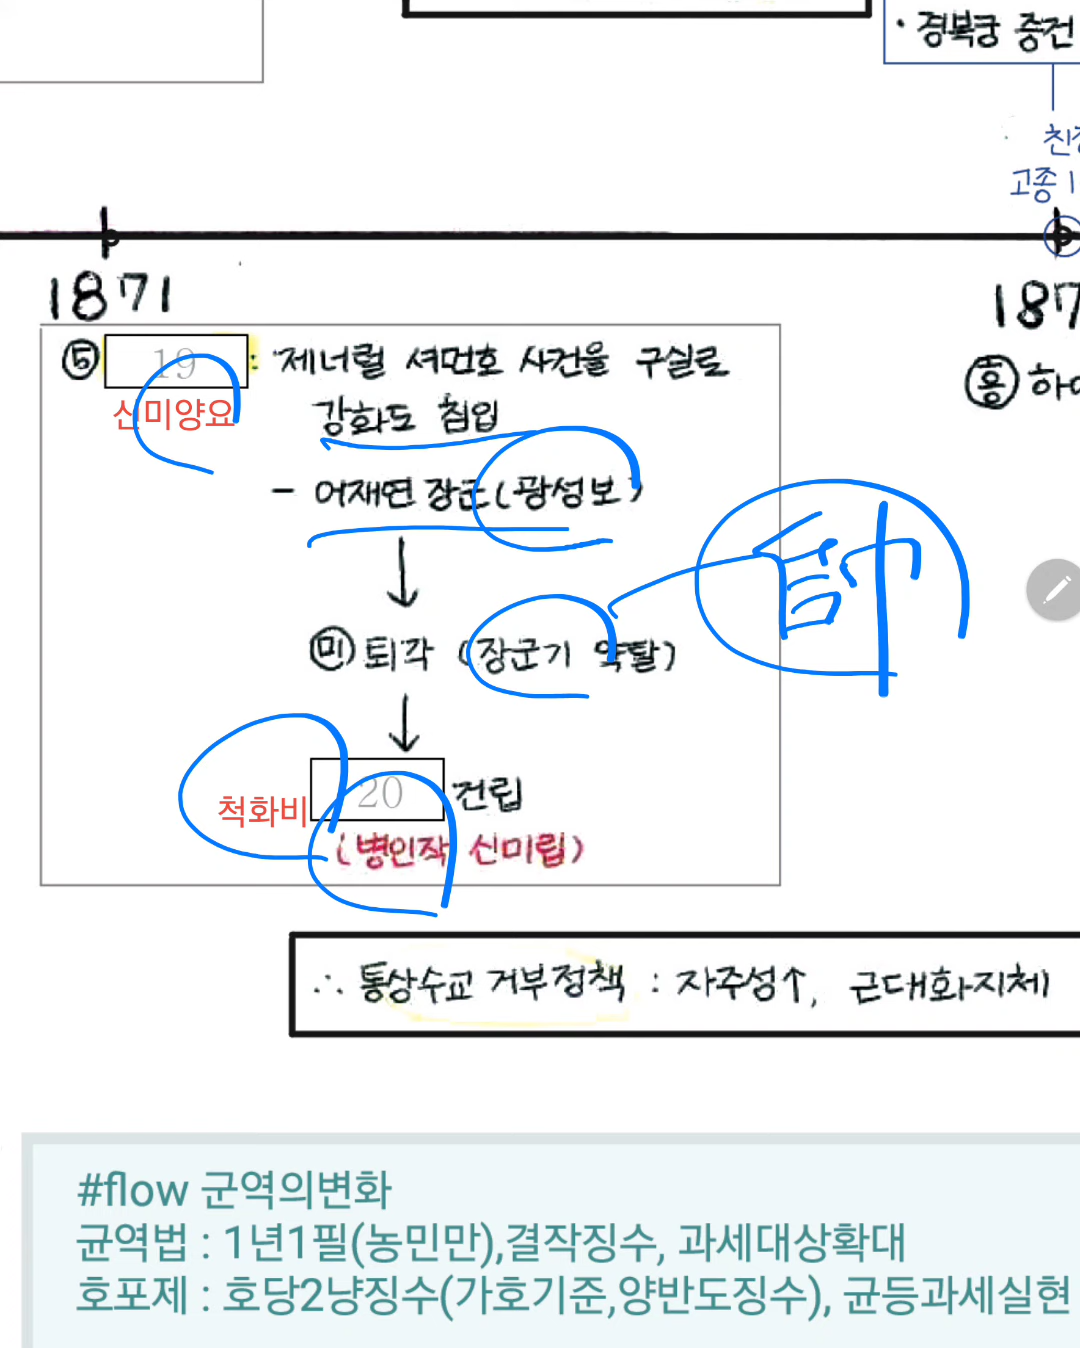 · 경복궁 중건
친정
고종
1871
187
⑤ 19 : 제너럴 셔먼호 사건을 구실로
신미양요
강화도 침입
- 어재연 장군(광성보)
帥
↓
㉤ 퇴각 (장군기 약탈)
↓
척화비 20 건립
(병인작 신미립)
홍 하야
∴ 통상수교 거부정책 : 자주성↑, 근대화지체
#flow 군역의변화
균역법 : 1년1필(농민만),결작징수, 과세대상확대
호포제 : 호당2냥징수(가호기준,양반도징수), 균등과세실현